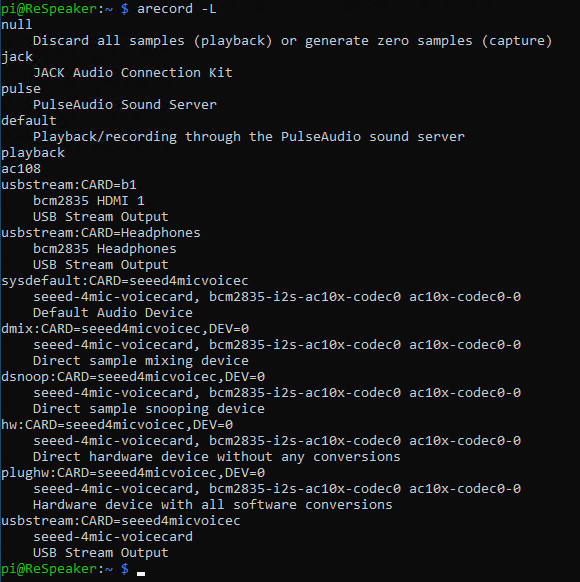 pi@ReSpeaker:~ $ arecord -L
null
    Discard all samples (playback) or generate zero samples (capture)
jack
    JACK Audio Connection Kit
pulse
    PulseAudio Sound Server
default
    Playback/recording through the PulseAudio sound server
playback
ac108
usbstream:CARD=b1
    bcm2835 HDMI 1
    USB Stream Output
usbstream:CARD=Headphones
    bcm2835 Headphones
    USB Stream Output
sysdefault:CARD=seeed4micvoicec
    seeed-4mic-voicecard, bcm2835-i2s-ac10x-codec0 ac10x-codec0-0
    Default Audio Device
dmix:CARD=seeed4micvoicec,DEV=0
    seeed-4mic-voicecard, bcm2835-i2s-ac10x-codec0 ac10x-codec0-0
    Direct sample mixing device
dsnoop:CARD=seeed4micvoicec,DEV=0
    seeed-4mic-voicecard, bcm2835-i2s-ac10x-codec0 ac10x-codec0-0
    Direct sample snooping device
hw:CARD=seeed4micvoicec,DEV=0
    seeed-4mic-voicecard, bcm2835-i2s-ac10x-codec0 ac10x-codec0-0
    Direct hardware device without any conversions
plughw:CARD=seeed4micvoicec,DEV=0
    seeed-4mic-voicecard, bcm2835-i2s-ac10x-codec0 ac10x-codec0-0
    Hardware device with all software conversions
usbstream:CARD=seeed4micvoicec
    seeed-4mic-voicecard
    USB Stream Output
pi@ReSpeaker:~ $